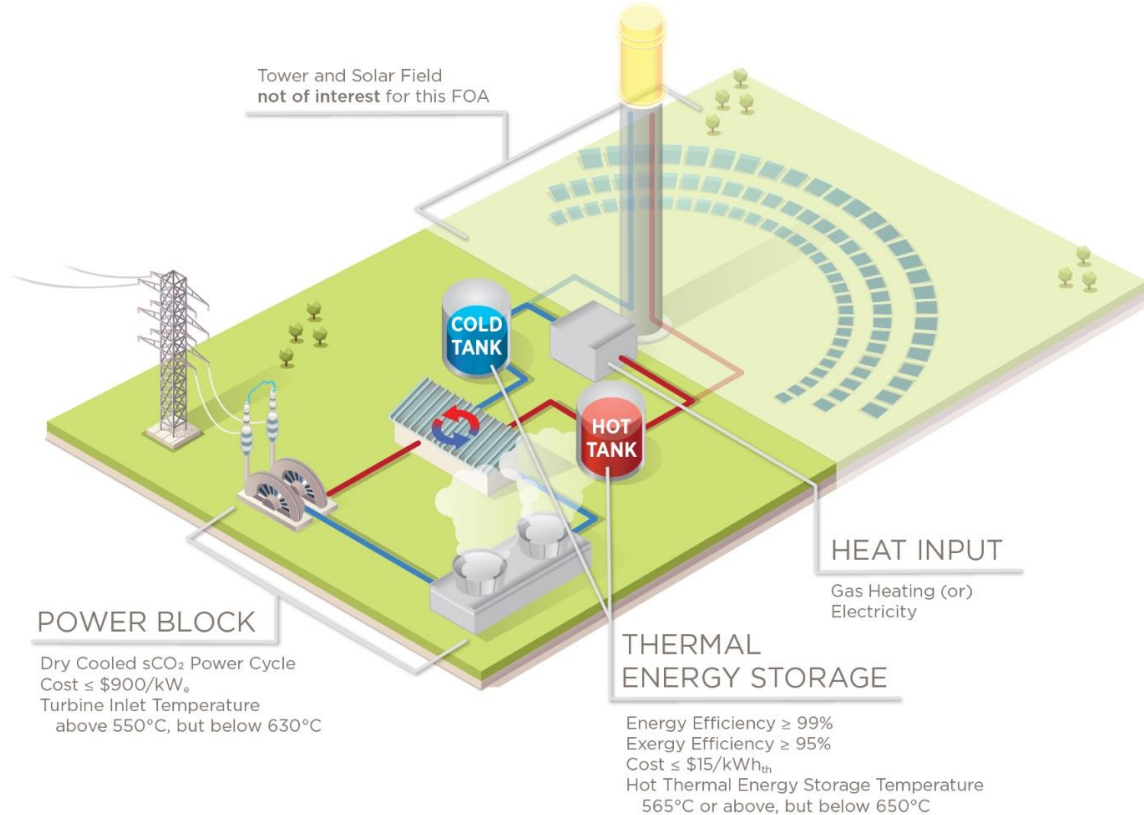 Tower and Solar Field
not of interest for this FOA
COLD
TANK
HOT
TANK
HEAT INPUT
Gas Heating (or)
Electricity
POWER BLOCK
Dry Cooled sCO₂ Power Cycle
Cost ≤ $900/kWₑ
Turbine Inlet Temperature
above 550°C, but below 630°C
THERMAL
ENERGY STORAGE
Energy Efficiency ≥ 99%
Exergy Efficiency ≥ 95%
Cost ≤ $15/kWhₜₕ
Hot Thermal Energy Storage Temperature
565°C or above, but below 650°C